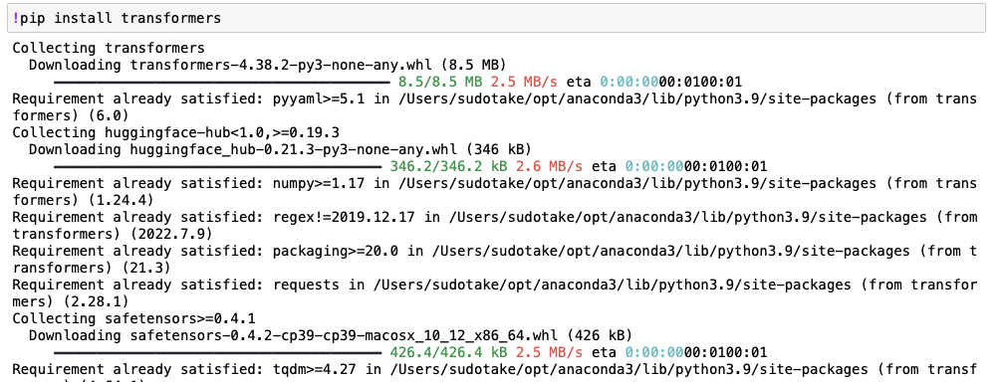 !pip install transformers
Collecting transformers
Downloading transformers-4.38.2-py3-none-any.whl (8.5 MB)
8.5/8.5 MB 2.5 MB/s eta 0:00:0000:0100:01
Requirement already satisfied: pyyaml>=5.1 in /Users/sudotake/opt/anaconda3/lib/python3.9/site-packages (from trans
formers) (6.0)
Collecting huggingface-hub<1.0,>=0.19.3
Downloading huggingface_hub-0.21.3-py3-none-any.whl (346 kB)
346.2/346.2 kB 2.6 MB/s eta 0:00:0000:0100:01
Requirement already satisfied: numpy>=1.17 in /Users/sudotake/opt/anaconda3/lib/python3.9/site-packages (from trans
formers) (1.24.4)
Requirement already satisfied: regex!=2019.12.17 in /Users/sudotake/opt/anaconda3/lib/python3.9/site-packages (from
transformers) (2022.7.9)
Requirement already satisfied: packaging>=20.0 in /Users/sudotake/opt/anaconda3/lib/python3.9/site-packages (from t
ransformers) (21.3)
Requirement already satisfied: requests in /Users/sudotake/opt/anaconda3/lib/python3.9/site-packages (from transfor
mers) (2.28.1)
Collecting safetensors>=0.4.1
Downloading safetensors-0.4.2-cp39-cp39-macosx_10_12_x86_64.whl (426 kB)
426.4/426.4 kB 2.5 MB/s eta 0:00:0000:0100:01
Requirement already satisfied: tqdm>=4.27 in /Users/sudotake/opt/anaconda3/lib/python3.9/site-packages (from transf